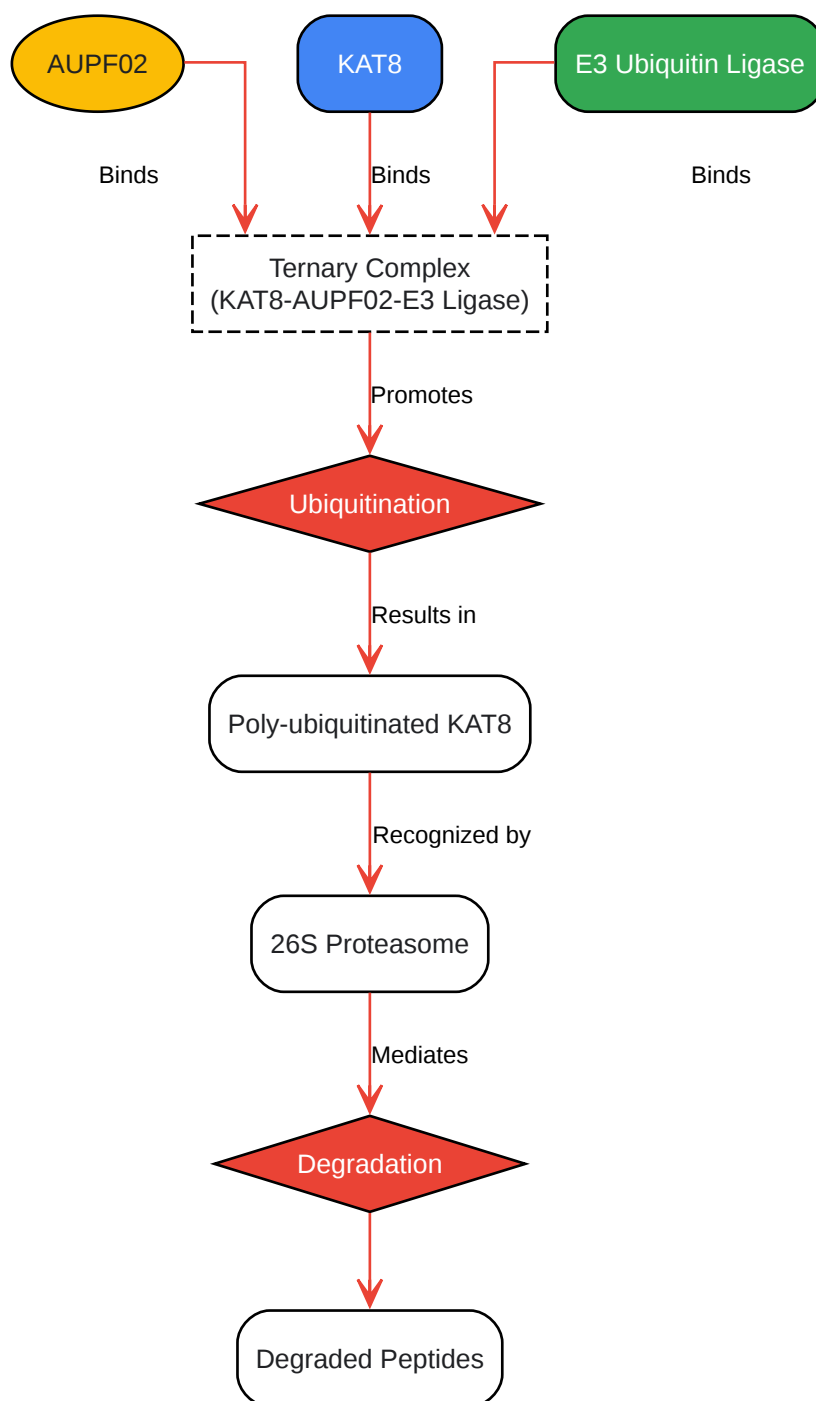 AUPF02
KAT8
E3 Ubiquitin Ligase
Binds
Binds
Binds
Ternary Complex
(KAT8-AUPF02-E3 Ligase)
Promotes
Ubiquitination
Results in
Poly-ubiquitinated KAT8
Recognized by
26S Proteasome
Mediates
Degradation
Degraded Peptides